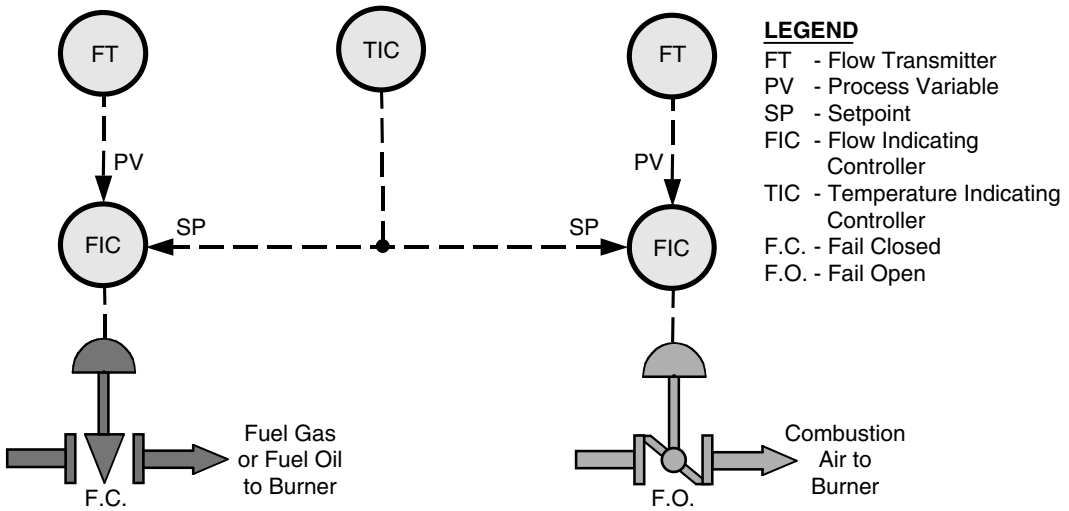 FT
TIC
FT
PV
PV
SP
SP
FIC
FIC
Fuel Gas
or Fuel Oil
to Burner
F.C.
Combustion
Air to
Burner
F.O.
LEGEND
FT - Flow Transmitter
PV - Process Variable
SP - Setpoint
FIC - Flow Indicating
Controller
TIC - Temperature Indicating
Controller
F.C. - Fail Closed
F.O. - Fail Open